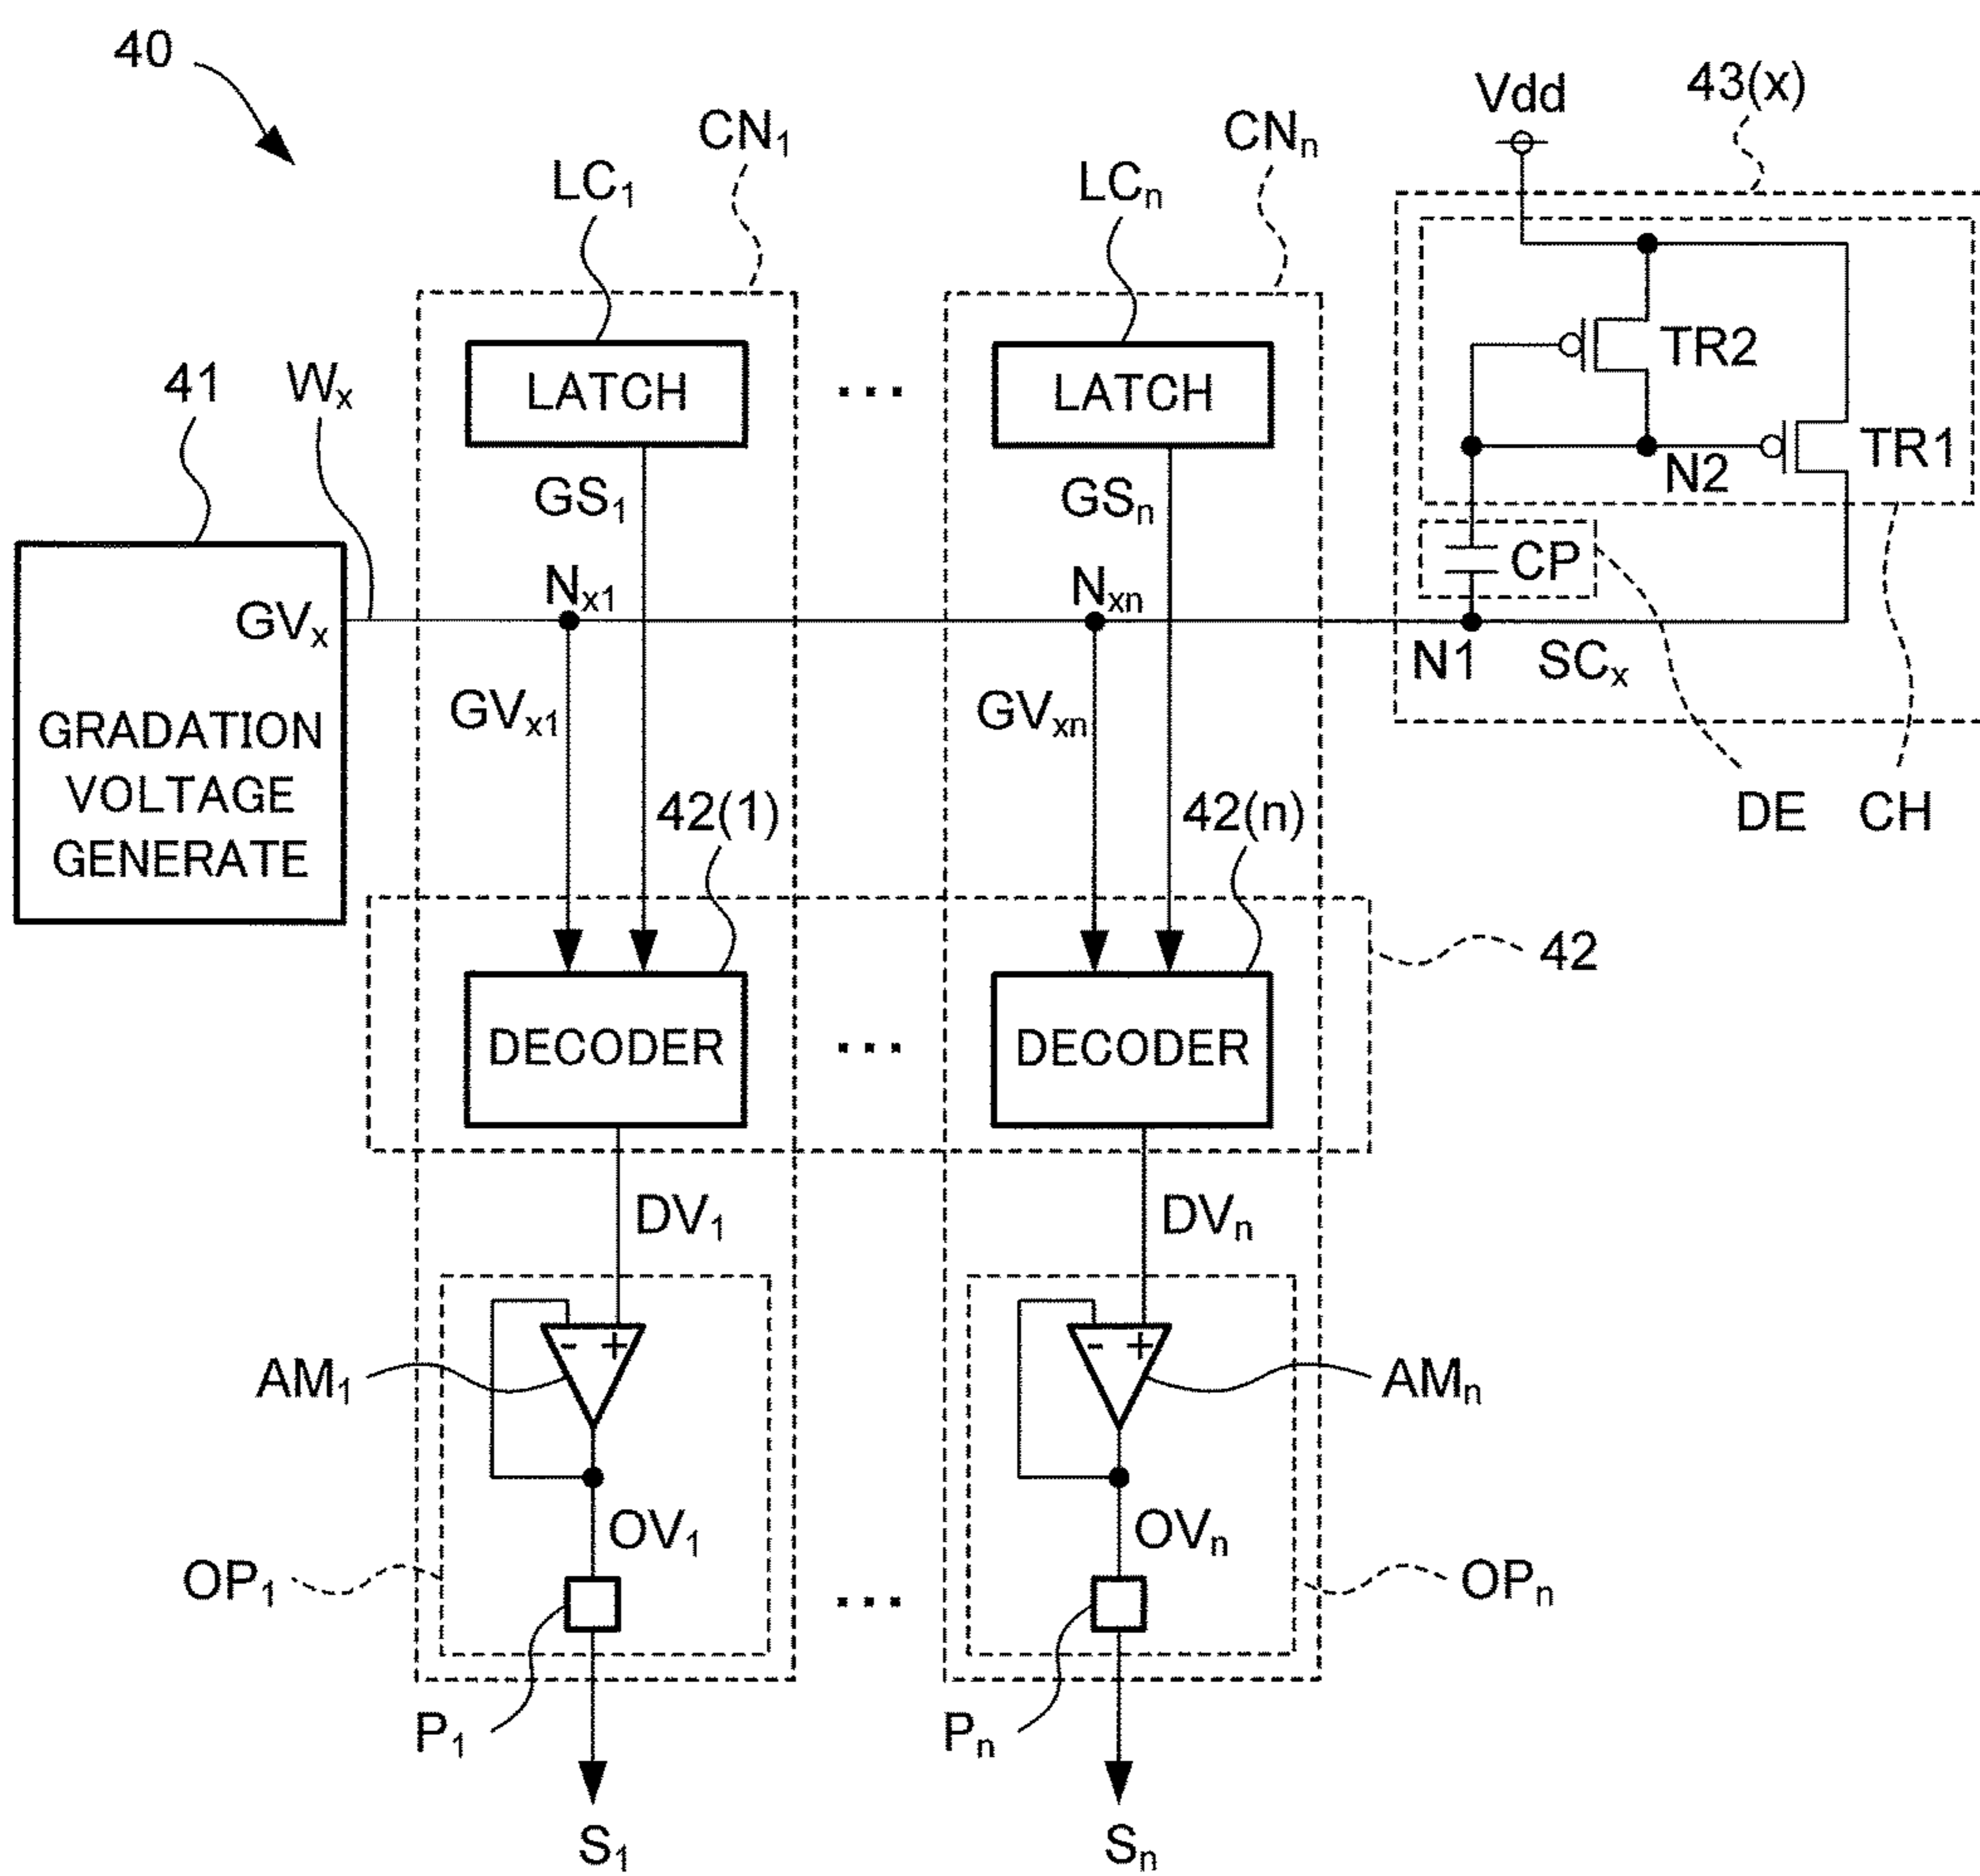 40
Vdd
43(x)
CN1
CNn
LC1
LCn
41
Wx
LATCH
...
LATCH
TR2
TR1
N2
GS1
GSn
CP
Nx1
Nxn
GVx
N1
SCx
GVx1
GVxn
GRADATION
VOLTAGE
GENERATE
42(1)
42(n)
DE
CH
42
DECODER
...
DECODER
DV1
DVn
- +
- +
AM1
AMn
OV1
OVn
OP1
...
OPn
P1
Pn
S1
Sn